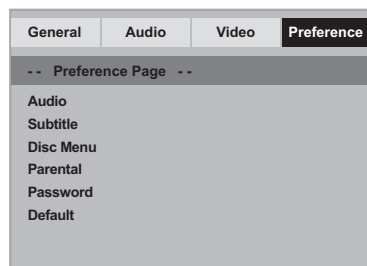 General Audio Video Preference
- - Preference Page - -
Audio
Subtitle
Disc Menu
Parental
Password
Default